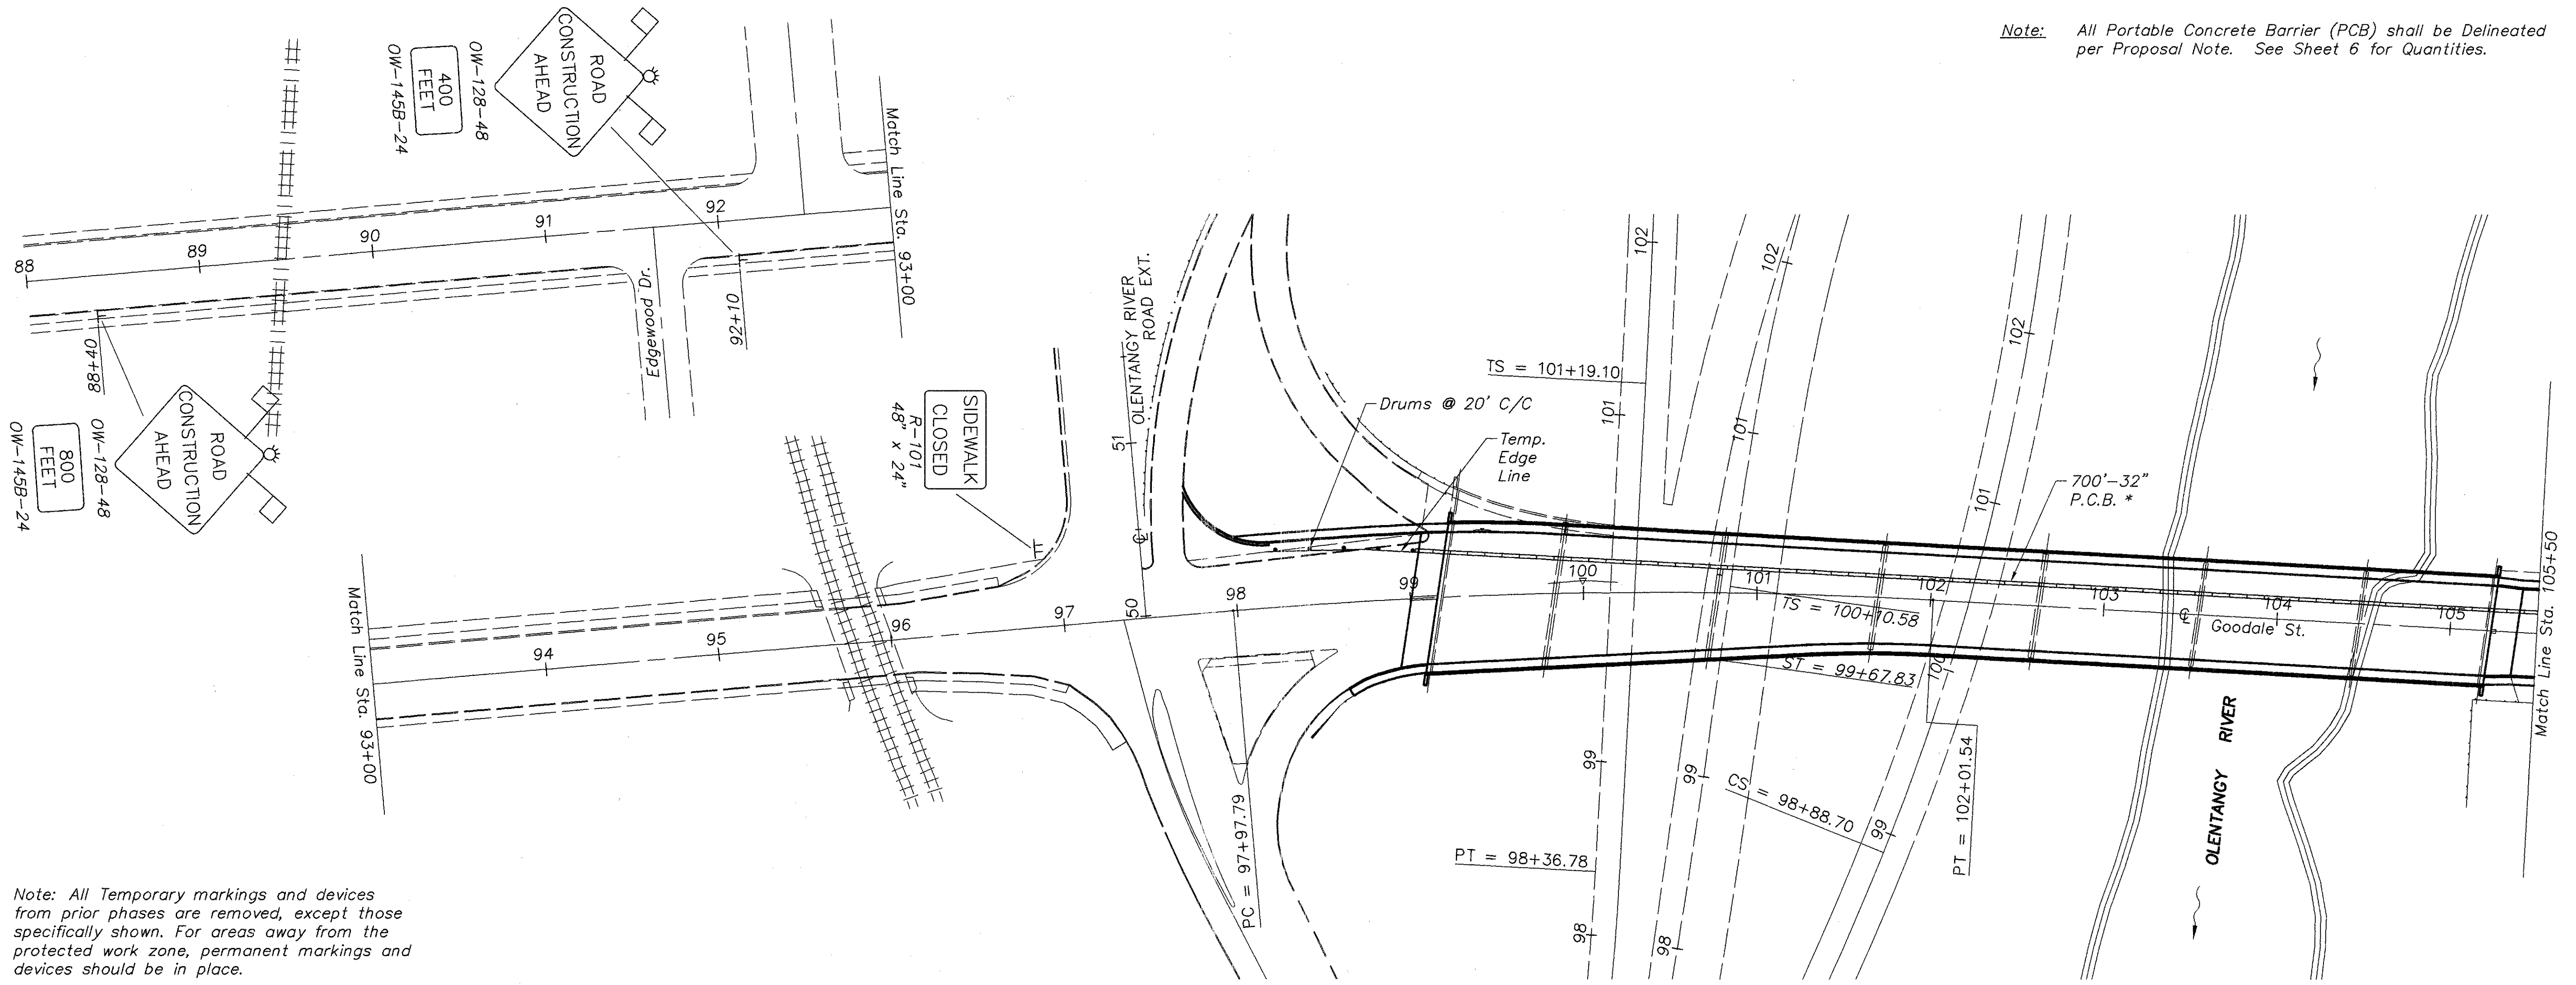 Note: All Portable Concrete Barrier (PCB) shall be Delineated
per Proposal Note. See Sheet 6 for Quantities.
ROAD
CONSTRUCTION
AHEAD
OW-128-48
400
FEET
OW-145B-24
Match Line Sta. 93+00
88
89
90
91
92
Edgewood Dr.
92+10
88+40
ROAD
CONSTRUCTION
AHEAD
OW-128-48
800
FEET
OW-145B-24
SIDEWALK
CLOSED
R-101
48" x 24"
OLENTANGY RIVER
ROAD EXT.
51
50
℄
Drums @ 20' C/C
Temp.
Edge
Line
TS = 101+19.10
102
101
102
101
102
101
700'-32"
P.C.B. *
Match Line Sta. 93+00
94
95
96
97
98
99
100
101
102
103
104
105
TS = 100+10.58
ST = 99+67.83
100
℄
Goodale St.
Match Line Sta. 105+50
PC = 97+97.79
PT = 98+36.78
CS = 98+88.70
PT = 102+01.54
99
98
99
98
99
OLENTANGY RIVER
Note: All Temporary markings and devices
from prior phases are removed, except those
specifically shown. For areas away from the
protected work zone, permanent markings and
devices should be in place.